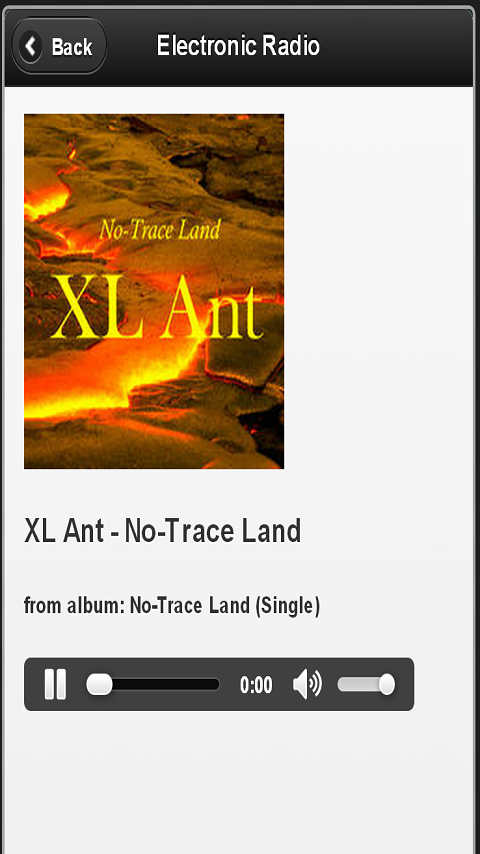 Back
Electronic Radio
No-Trace Land
XL Ant
XL Ant - No-Trace Land
from album: No-Trace Land (Single)
0:00